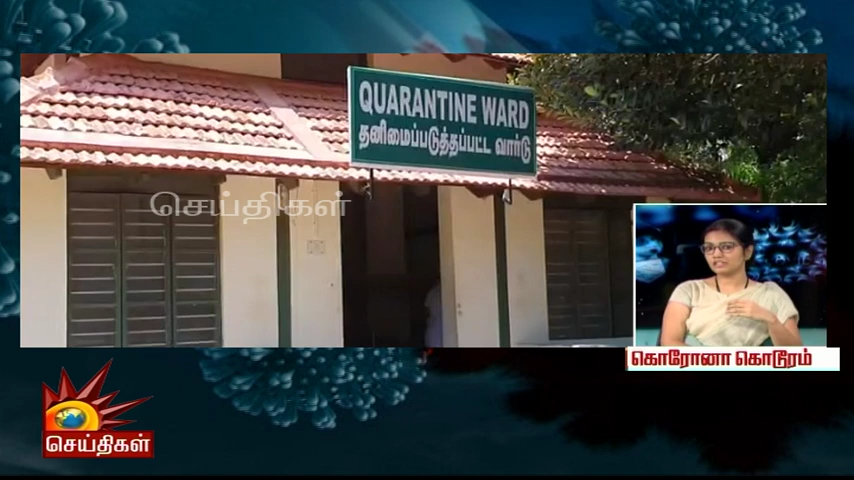 QUARANTINE WARD
தனிமைப்படுத்தப்பட்ட வார்டு
செய்திகள்
கொரோனா கொடூரம்
செய்திகள்